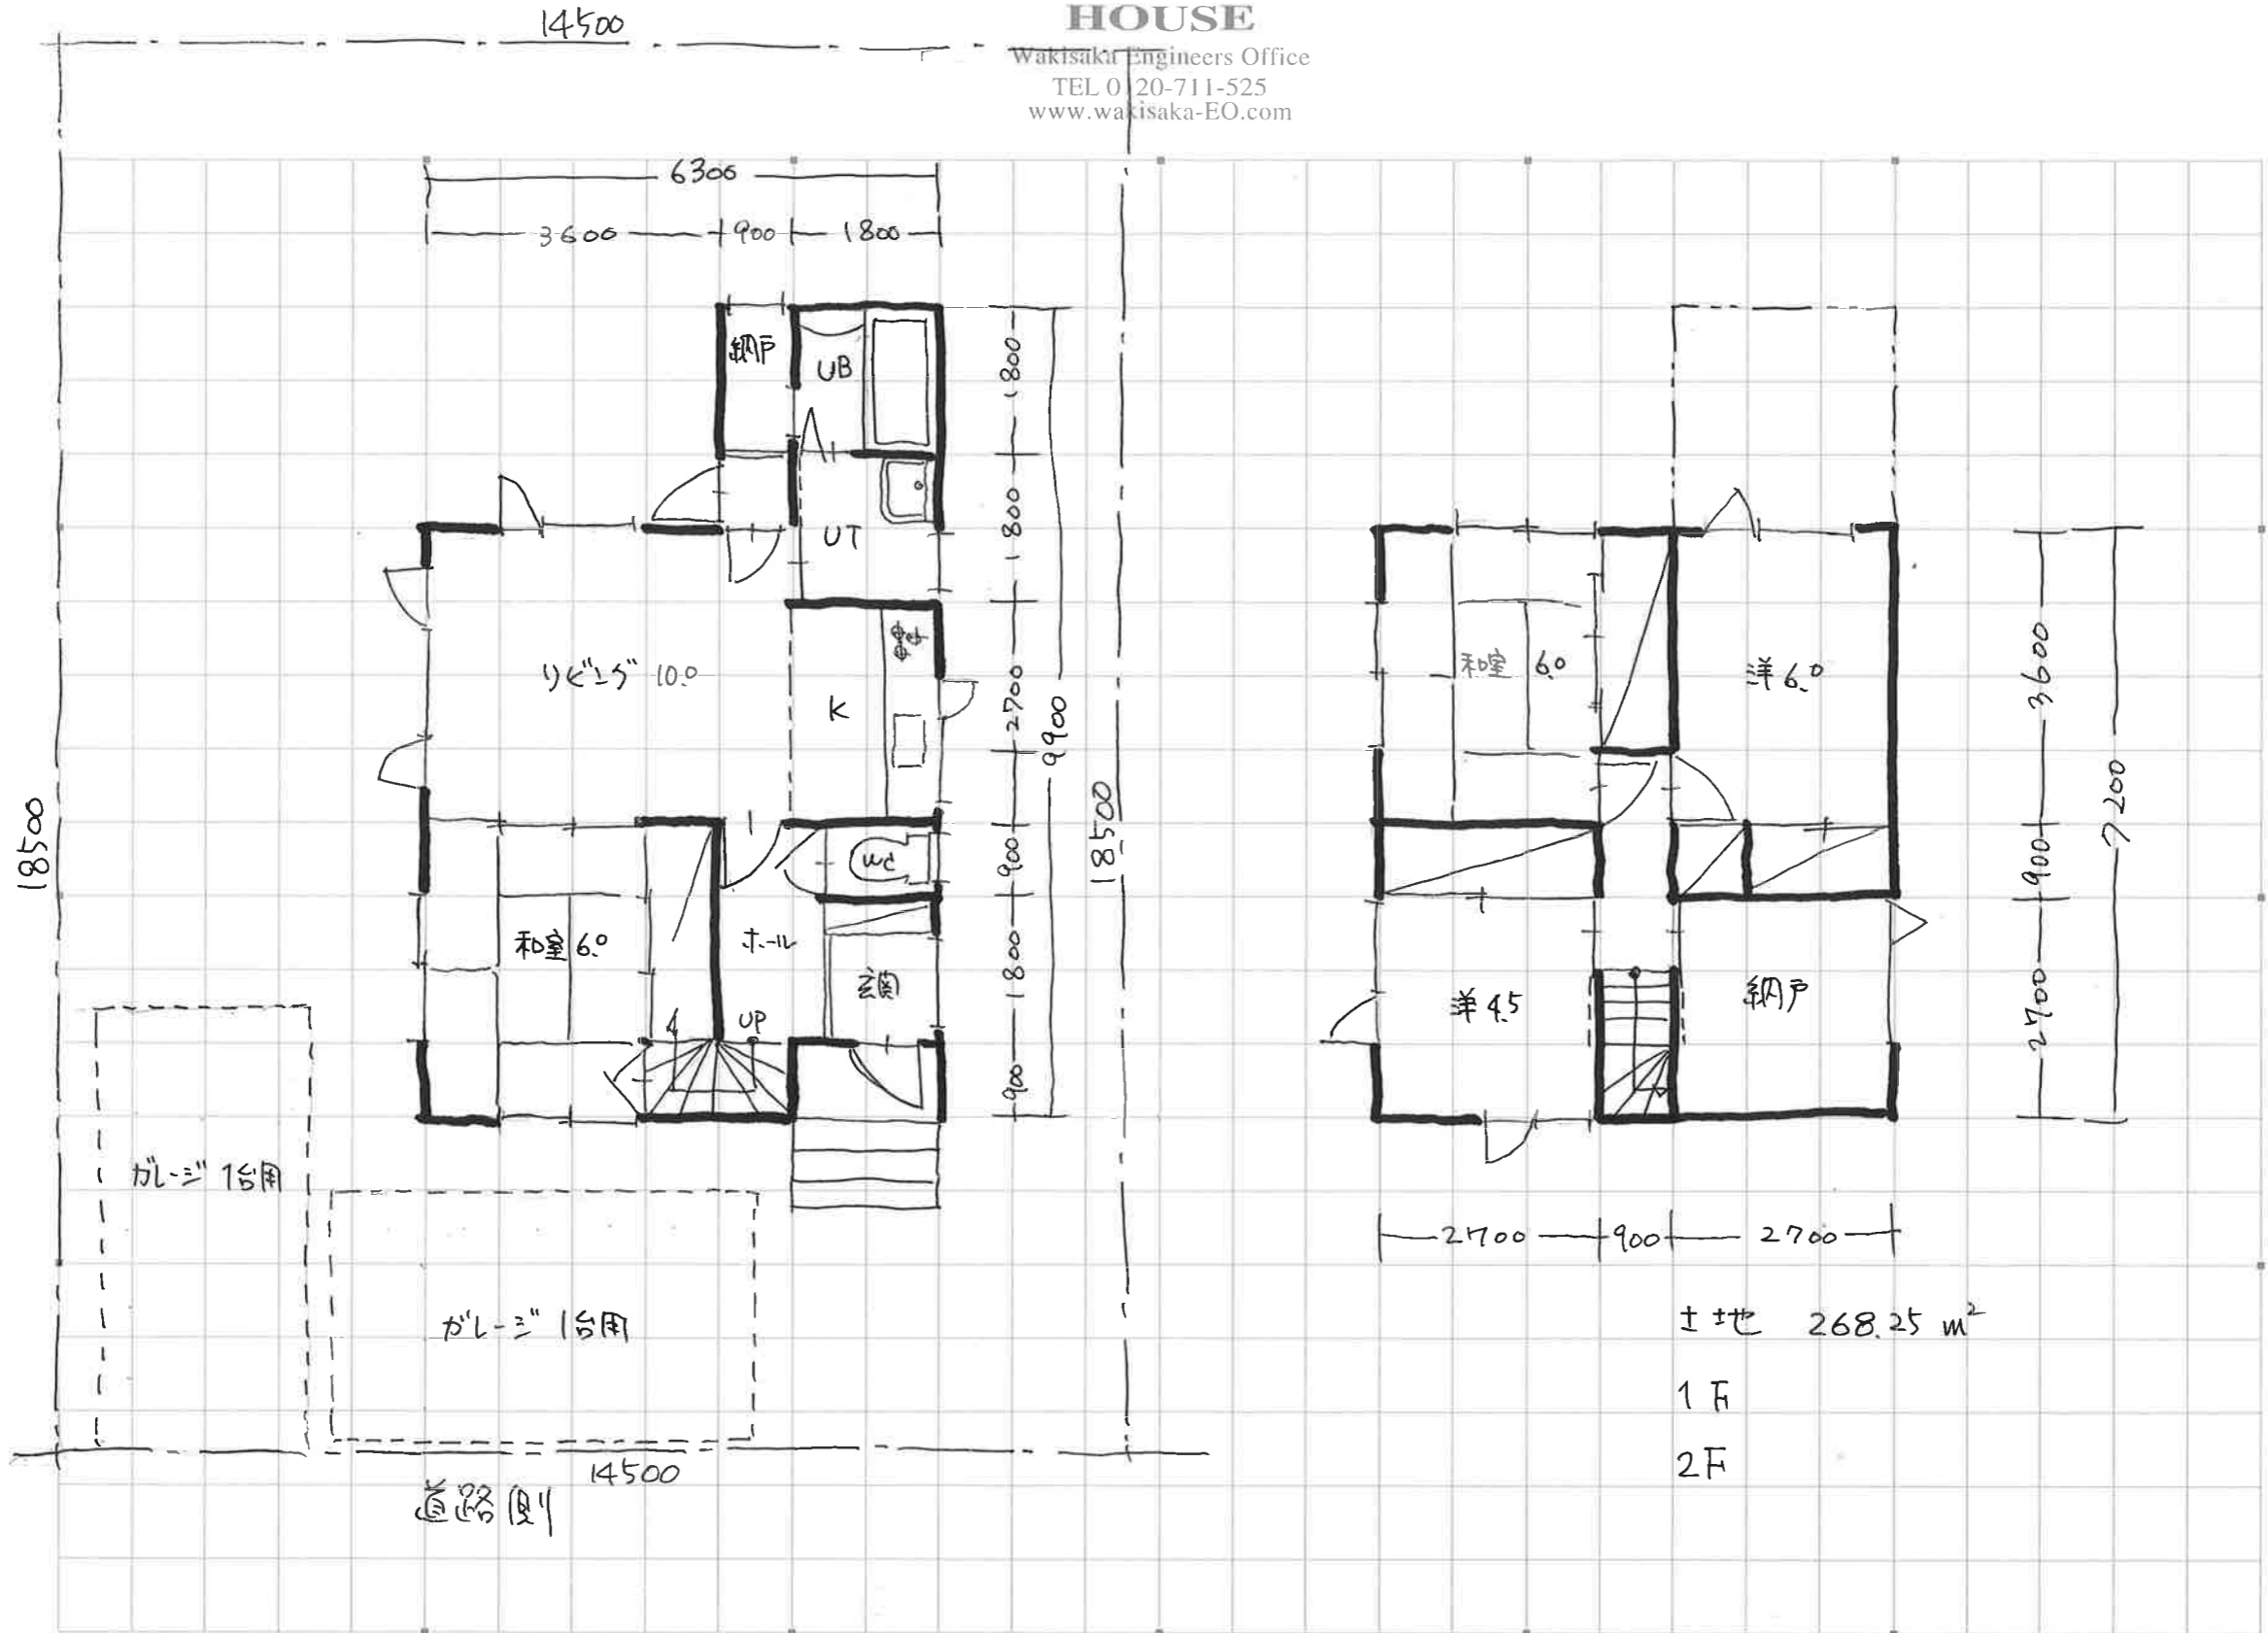 14500
HOUSE
Wakisaka Engineers Office
TEL 0120-711-525
www.wakisaka-EO.com
6300
3600
900
1800
納戸
UB
1800
UT
1800
リビング 10.0
K
2700
9900
18500
18500
WC
900
和室 6.0
ホール
玄関
1800
UP
900
ガレージ 1台用
ガレージ 1台用
14500
道路側
和室 6.0
洋 6.0
3600
7200
900
洋 4.5
納戸
2700
2700
900
2700
土地 268.25 m²
1F
2F